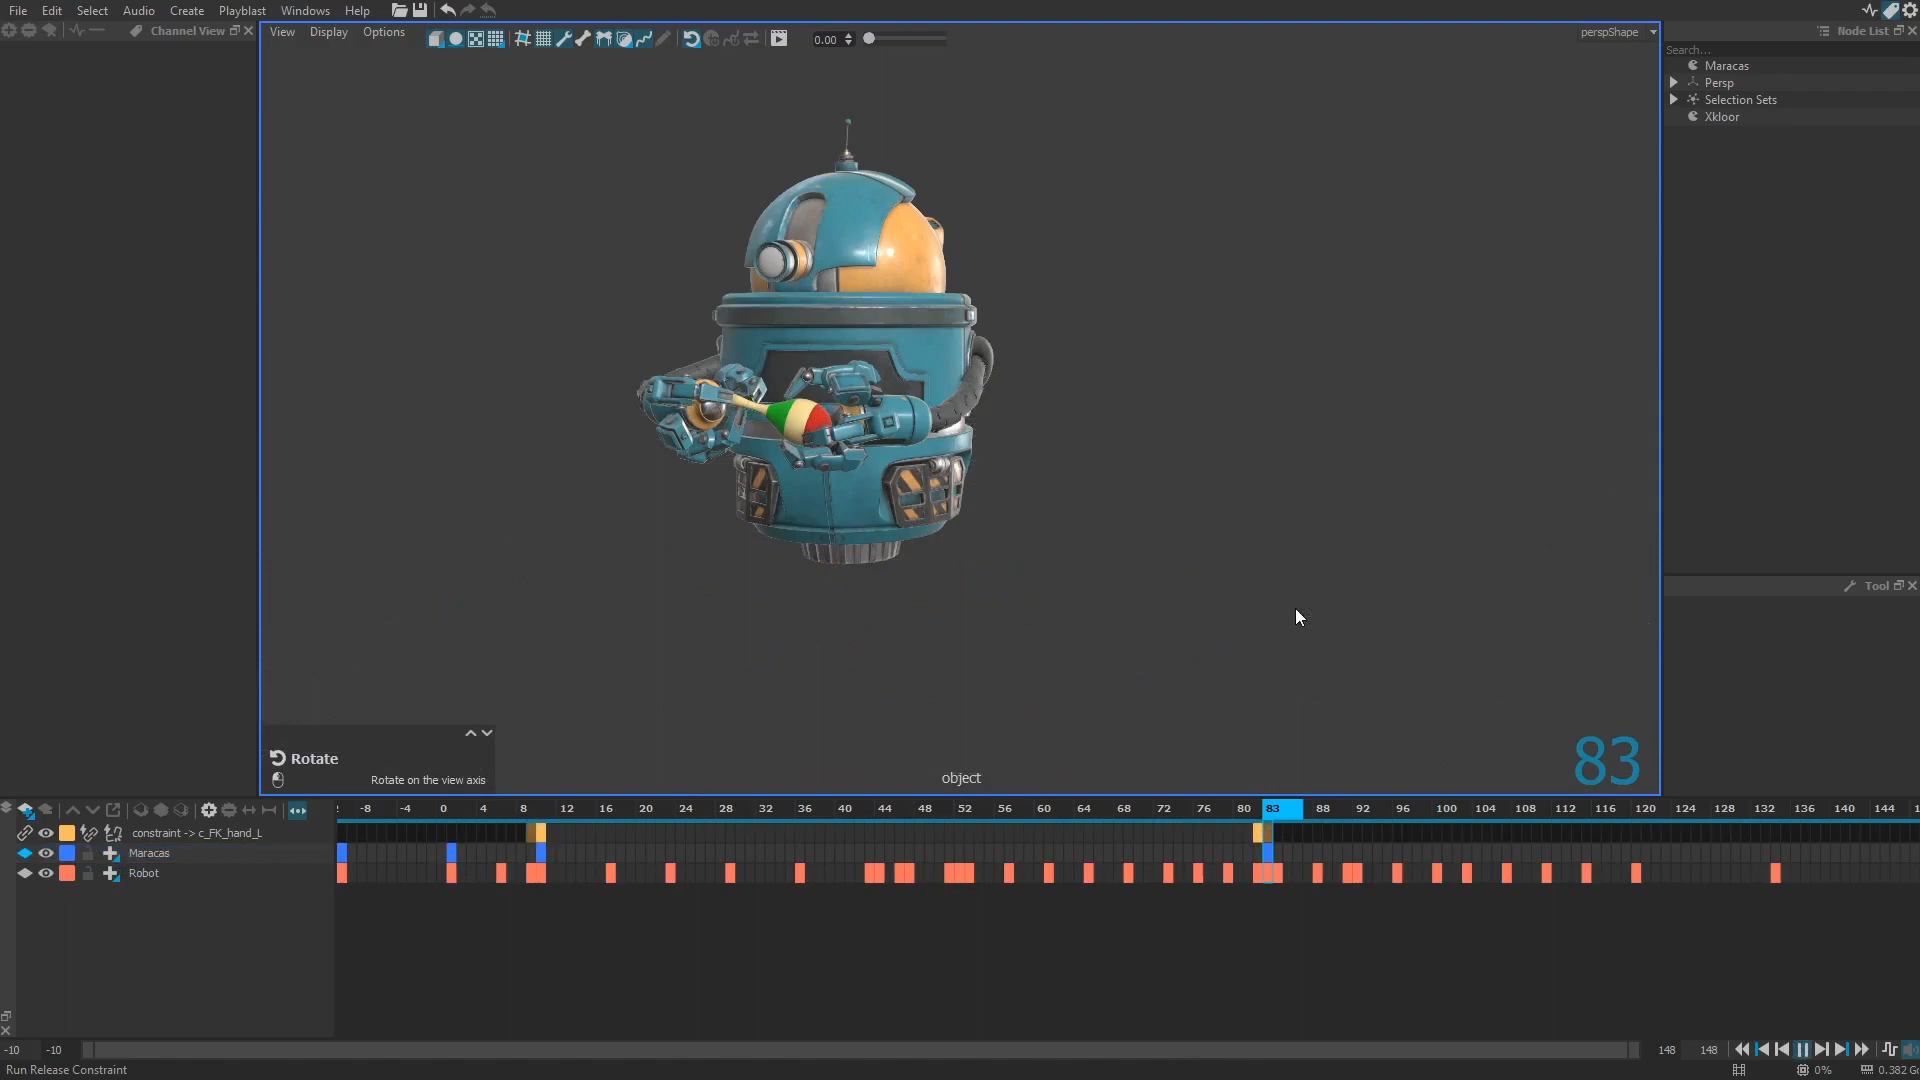 File Edit Select Audio Create Playblast Windows Help
Channel View
View Display Options
0.00
perspShape
Node List
Search...
Maracas
Persp
Selection Sets
Xkloor
Tool
Rotate
Rotate on the view axis
object
83
-8 -4 0 4 8 12 16 20 24 28 32 36 40 44 48 52 56 60 64 68 72 76 80 83 88 92 96 100 104 108 112 116 120 124 128 132 136 140 144
constraint -> c_FK_hand_L
Maracas
Robot
-10 -10 148 148
Run Release Constraint
0% 0.382 G